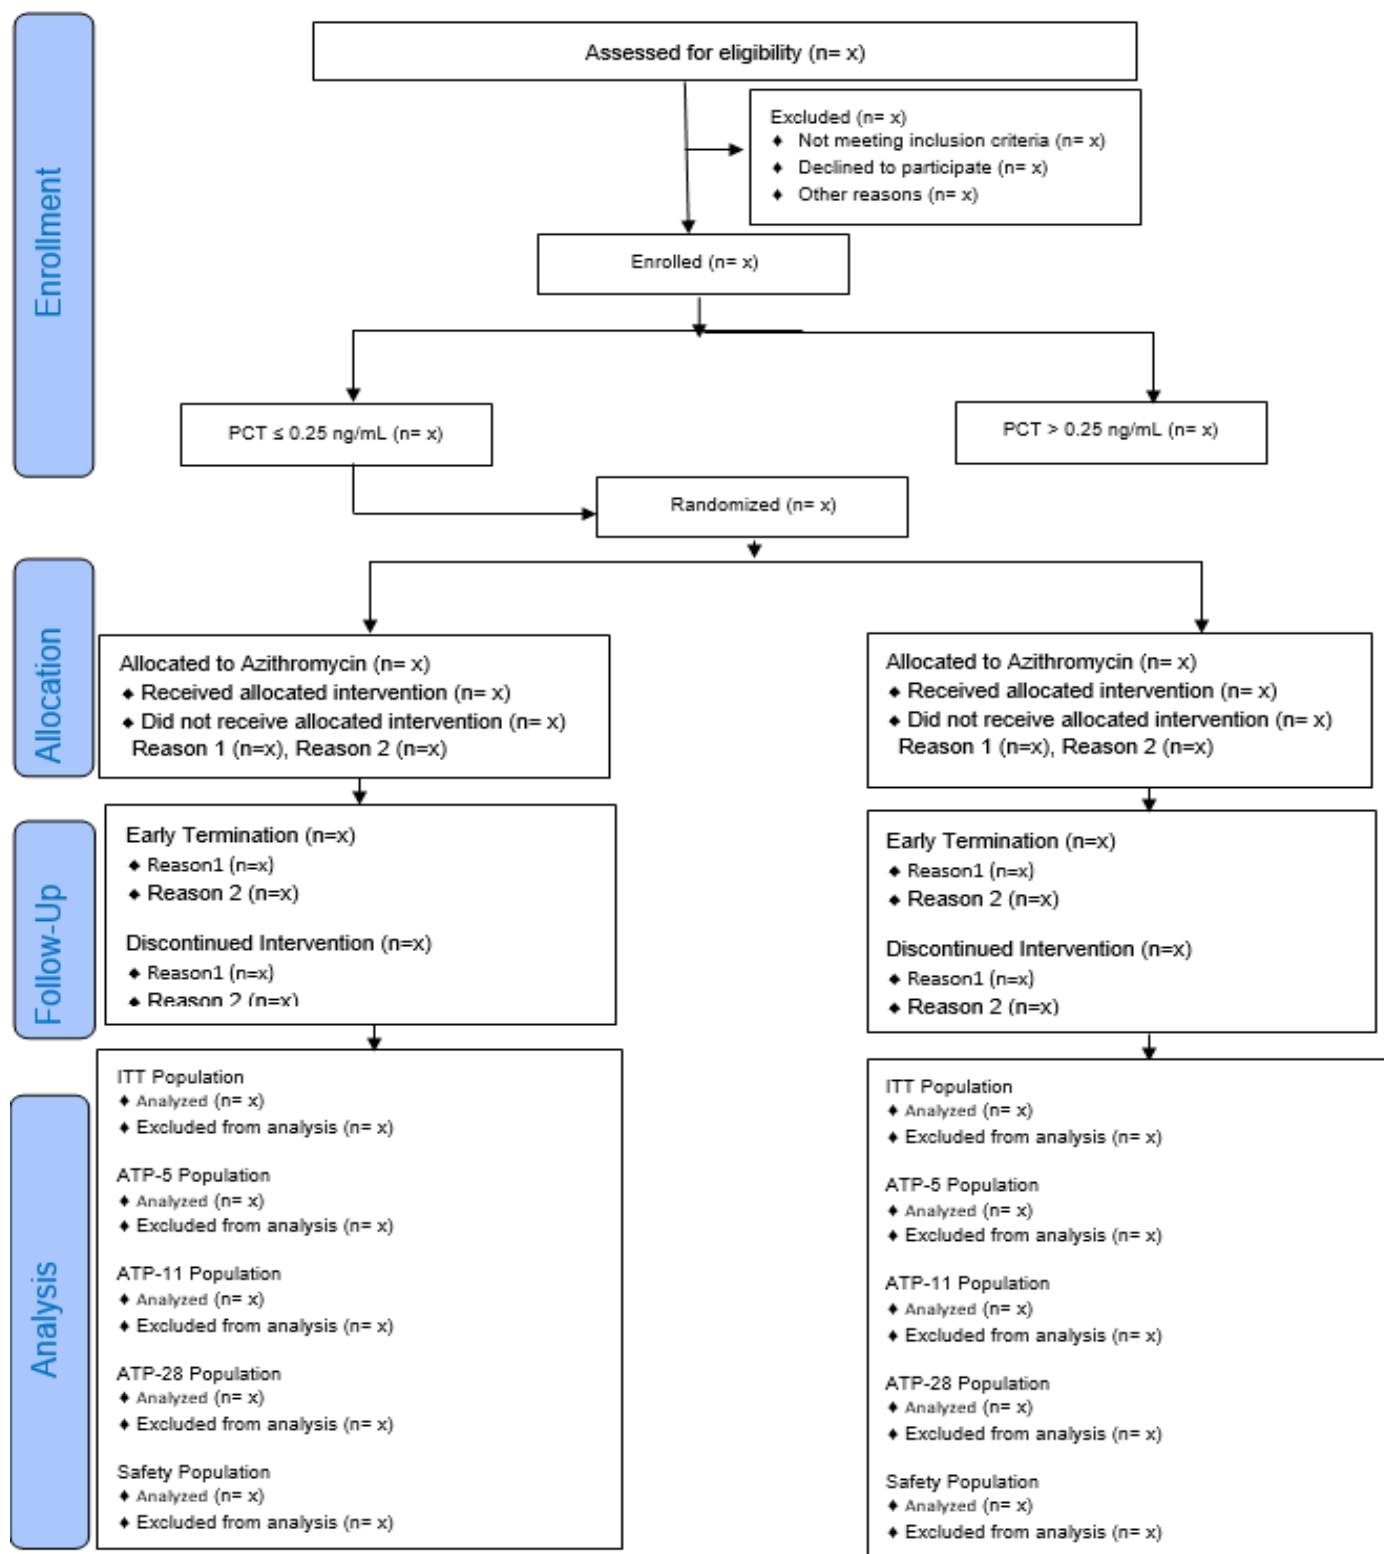 Enrollment
Assessed for eligibility (n= x)
Excluded (n= x)
♦ Not meeting inclusion criteria (n= x)
♦ Declined to participate (n= x)
♦ Other reasons (n= x)
Enrolled (n= x)
PCT ≤ 0.25 ng/mL (n= x)
PCT > 0.25 ng/mL (n= x)
Randomized (n= x)
Allocation
Allocated to Azithromycin (n= x)
♦ Received allocated intervention (n= x)
♦ Did not receive allocated intervention (n= x)
Reason 1 (n=x), Reason 2 (n=x)
Allocated to Azithromycin (n= x)
♦ Received allocated intervention (n= x)
♦ Did not receive allocated intervention (n= x)
Reason 1 (n=x), Reason 2 (n=x)
Follow-Up
Early Termination (n=x)
♦ Reason1 (n=x)
♦ Reason 2 (n=x)
Discontinued Intervention (n=x)
♦ Reason1 (n=x)
♦ Reason 2 (n=x)
Early Termination (n=x)
♦ Reason1 (n=x)
♦ Reason 2 (n=x)
Discontinued Intervention (n=x)
♦ Reason1 (n=x)
♦ Reason 2 (n=x)
Analysis
ITT Population
♦ Analyzed (n= x)
♦ Excluded from analysis (n= x)
ATP-5 Population
♦ Analyzed (n= x)
♦ Excluded from analysis (n= x)
ATP-11 Population
♦ Analyzed (n= x)
♦ Excluded from analysis (n= x)
ATP-28 Population
♦ Analyzed (n= x)
♦ Excluded from analysis (n= x)
Safety Population
♦ Analyzed (n= x)
♦ Excluded from analysis (n= x)
ITT Population
♦ Analyzed (n= x)
♦ Excluded from analysis (n= x)
ATP-5 Population
♦ Analyzed (n= x)
♦ Excluded from analysis (n= x)
ATP-11 Population
♦ Analyzed (n= x)
♦ Excluded from analysis (n= x)
ATP-28 Population
♦ Analyzed (n= x)
♦ Excluded from analysis (n= x)
Safety Population
♦ Analyzed (n= x)
♦ Excluded from analysis (n= x)